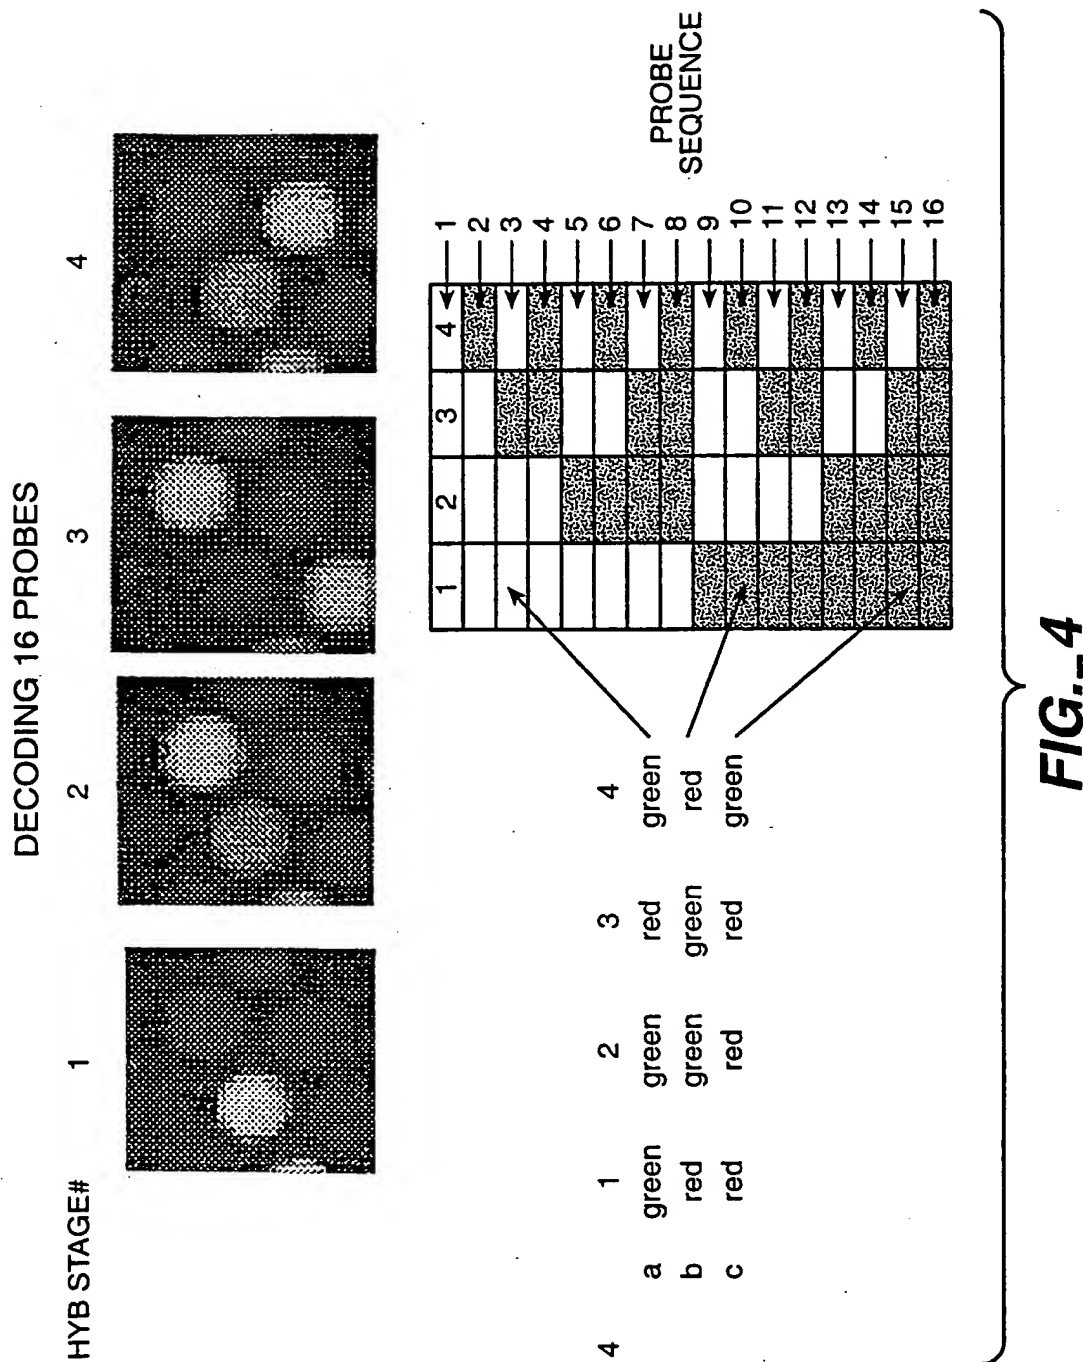 DECODING 16 PROBES
HYB STAGE# 1 2 3 4
4 1 2 3 4
a green green red green
b red green green red
c red red red green
1 2 3 4
1
2
3
4
5
6
7
8
9
10
11
12
13
14
15
16
PROBE
SEQUENCE
FIG._4